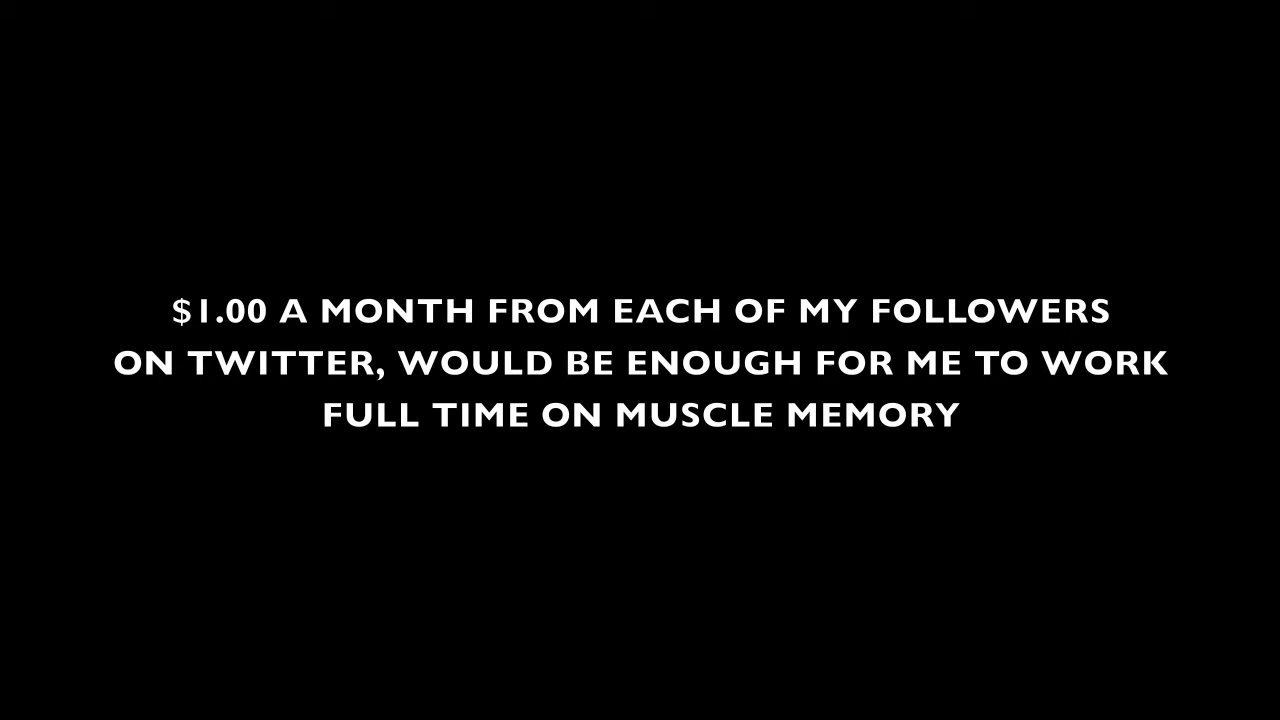 $1.00 A MONTH FROM EACH OF MY FOLLOWERS
ON TWITTER, WOULD BE ENOUGH FOR ME TO WORK
FULL TIME ON MUSCLE MEMORY